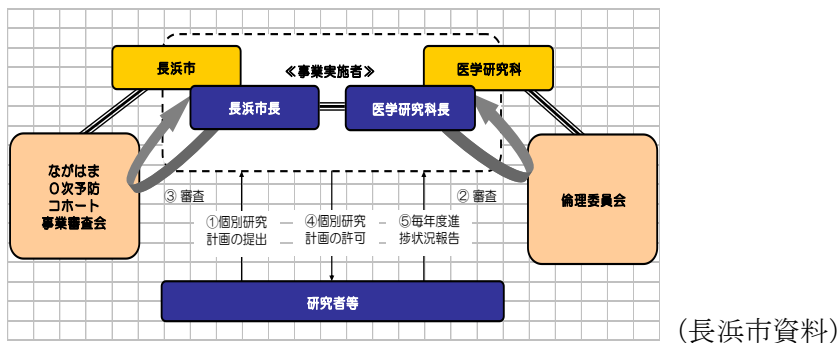 長浜市
≪事業実施者≫
医学研究科
長浜市長
医学研究科長
ながはま
０次予防
コホート
事業審査会
③ 審査
② 審査
倫理委員会
①個別研究
計画の提出
④個別研究
計画の許可
⑤毎年度進
捗状況報告
研究者等
（長浜市資料）